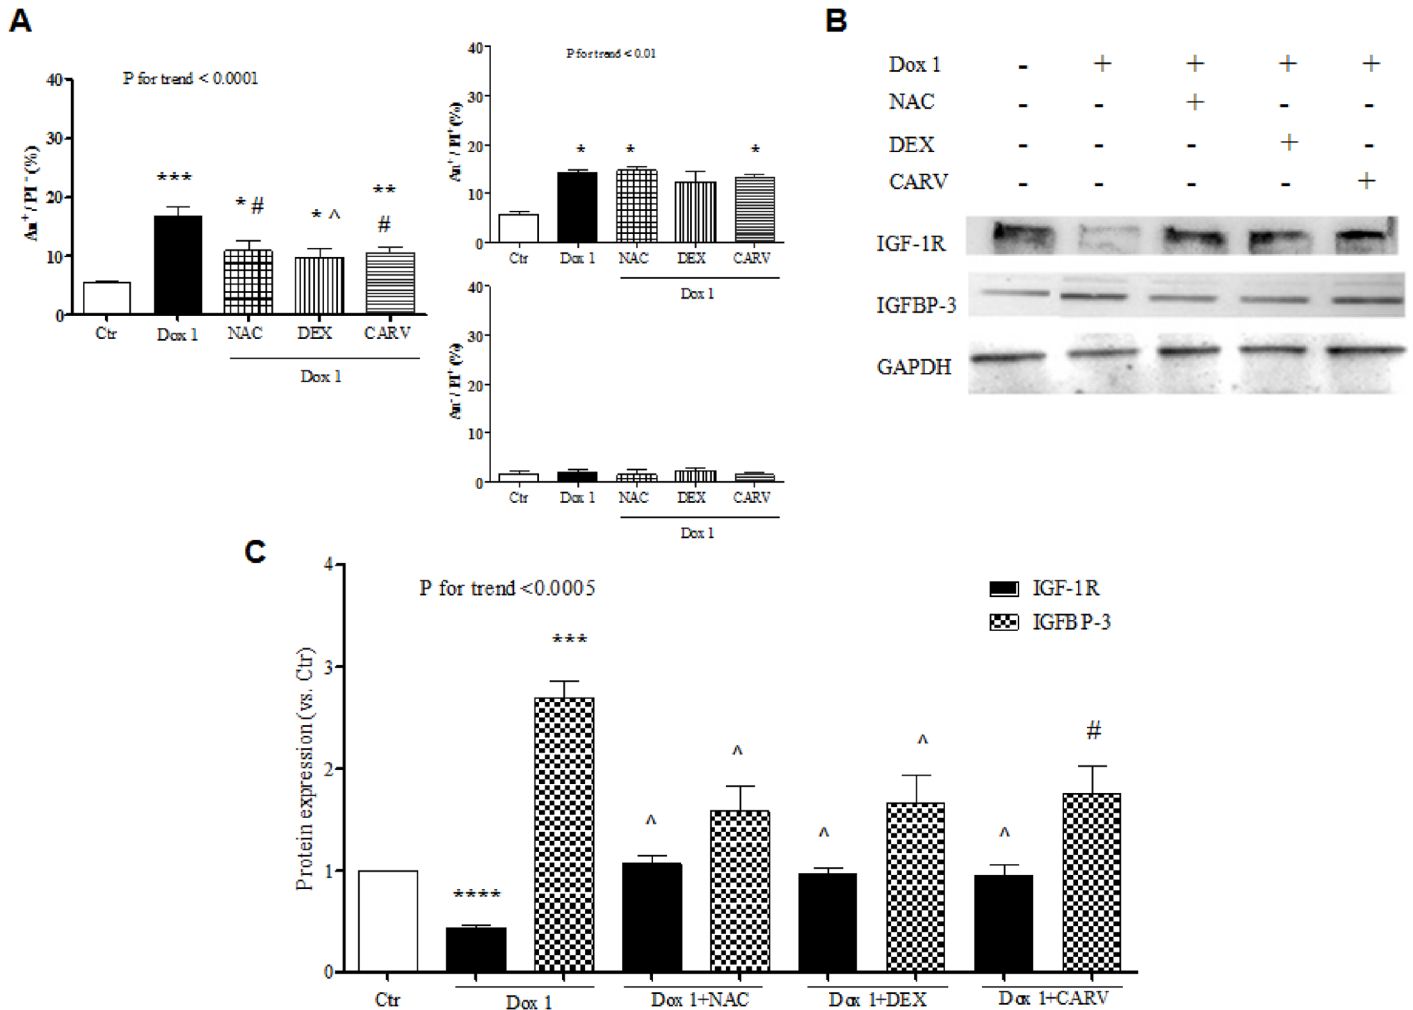 A
P for trend < 0.0001
An+ / PI- (%)
40
30
20
10
0
***
* #
* ^
**
#
Ctr
Dox 1
NAC
DEX
CARV
Dox 1
P for trend < 0.01
An+ / PI+ (%)
40
30
20
10
0
*
*
*
Ctr
Dox 1
NAC
DEX
CARV
Dox 1
An- / PI+ (%)
40
30
20
10
0
Ctr
Dox 1
NAC
DEX
CARV
Dox 1
B
Dox 1 - + + + +
NAC - - + - -
DEX - - - + -
CARV - - - - +
IGF-1R
IGFBP-3
GAPDH
C
P for trend <0.0005
IGF-1R
IGFBP-3
Protein expression (vs. Ctr)
4
3
2
1
0
****
***
^
^
^
^
^
#
Ctr
Dox 1
Dox 1+NAC
Dox 1+DEX
Dox 1+CARV